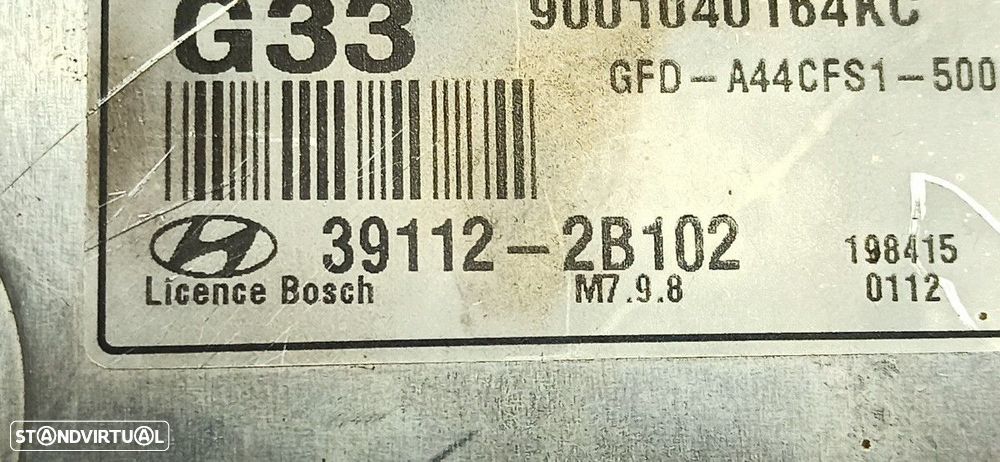 G33
9001040164KC
GFD-A44CFS1-500
39112-2B102
198415
Licence Bosch
M7.9.8
0112
STANDVIRTUAL